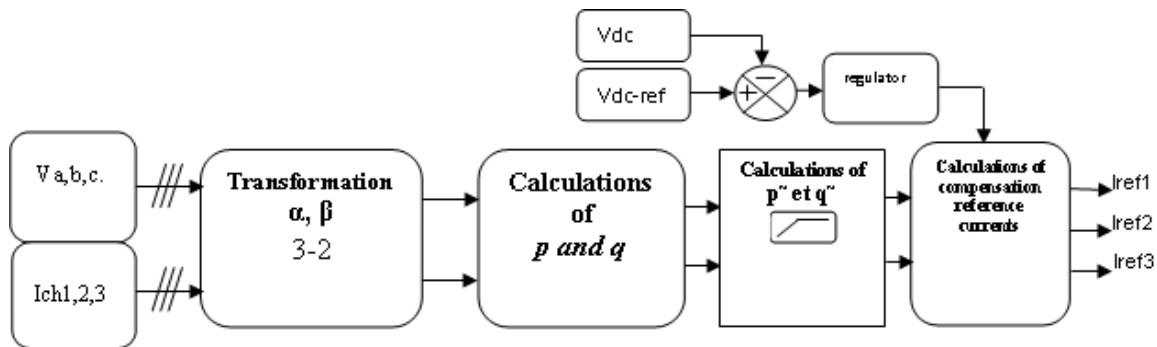 Vdc
Vdc-ref
−
+
regulator
V a,b,c.
Ich1,2,3
Transformation
α, β
3-2
Calculations
of
p and q
Calculations of
p~ et q~
Calculations of
compensation
reference
currents
Iref1
Iref2
Iref3